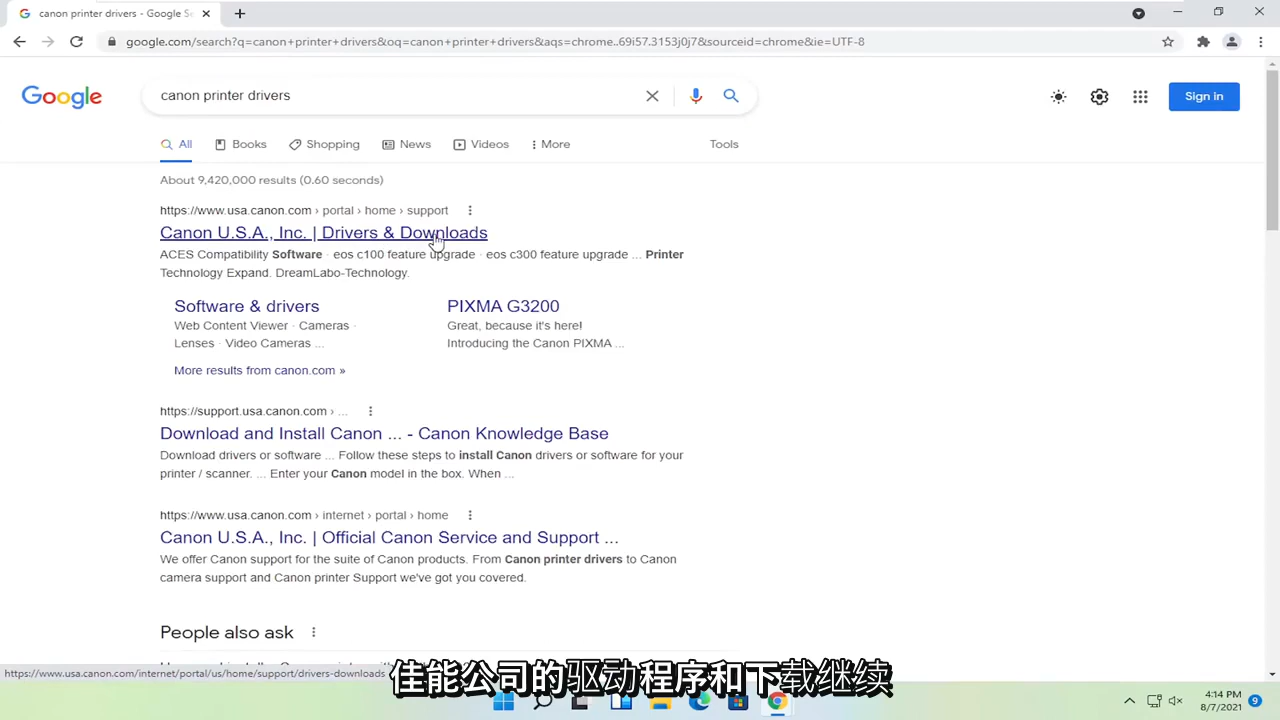 canon printer drivers - Google Se
google.com/search?q=canon+printer+drivers&oq=canon+printer+drivers&aqs=chrome..69i57.3153j0j7&sourceid=chrome&ie=UTF-8
Google
canon printer drivers
Sign in
All
Books
Shopping
News
Videos
More
Tools
About 9,420,000 results (0.60 seconds)
https://www.usa.canon.com › portal › home › support
Canon U.S.A., Inc. | Drivers & Downloads
ACES Compatibility Software · eos c100 feature upgrade · eos c300 feature upgrade ... Printer
Technology Expand. DreamLabo-Technology.
Software & drivers
Web Content Viewer · Cameras ·
Lenses · Video Cameras ...
PIXMA G3200
Great, because it's here!
Introducing the Canon PIXMA ...
More results from canon.com »
https://support.usa.canon.com › ...
Download and Install Canon ... - Canon Knowledge Base
Download drivers or software ... Follow these steps to install Canon drivers or software for your
printer / scanner. ... Enter your Canon model in the box. When ...
https://www.usa.canon.com › internet › portal › home
Canon U.S.A., Inc. | Official Canon Service and Support ...
We offer Canon support for the suite of Canon products. From Canon printer drivers to Canon
camera support and Canon printer Support we've got you covered.
People also ask
https://www.usa.canon.com/internet/portal/us/home/support/drivers-downloads
佳能公司的驱动程序和下载继续
4:14 PM
8/7/2021
9